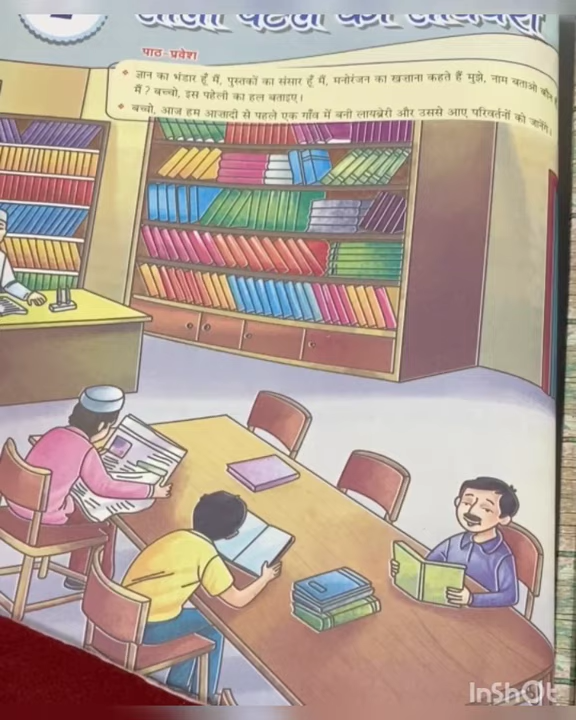 पाठ-प्रवेश
ज्ञान का भंडार हूँ मैं, पुस्तकों का संसार हूँ मैं, मनोरंजन का खज़ाना कहते हैं मुझे, नाम बताओ कौन हूँ
मैं? बच्चो, इस पहेली का हल बताइए।
बच्चो, आज हम आज़ादी से पहले एक गाँव में बनी लायब्रेरी और उससे आए परिवर्तनों को जानेंगे।
InShot